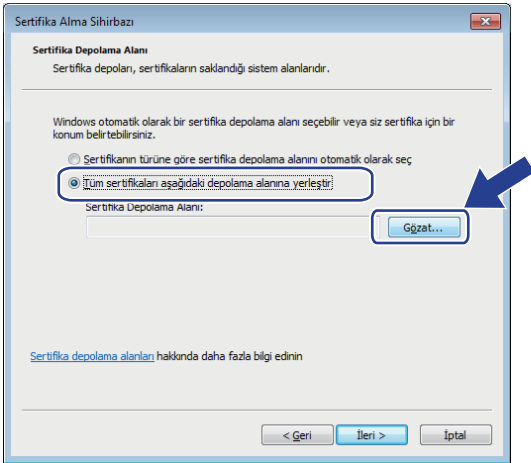 Sertifika Alma Sihirbazı
Sertifika Depolama Alanı
Sertifika depoları, sertifikaların saklandığı sistem alanlarıdır.
Windows otomatik olarak bir sertifika depolama alanı seçebilir veya siz sertifika için bir
konum belirtebilirsiniz.
Sertifikanın türüne göre sertifika depolama alanını otomatik olarak seç
Tüm sertifikaları aşağıdaki depolama alanına yerleştir
Sertifika Depolama Alanı:
Gözat...
Sertifika depolama alanları hakkında daha fazla bilgi edinin
< Geri İleri > İptal